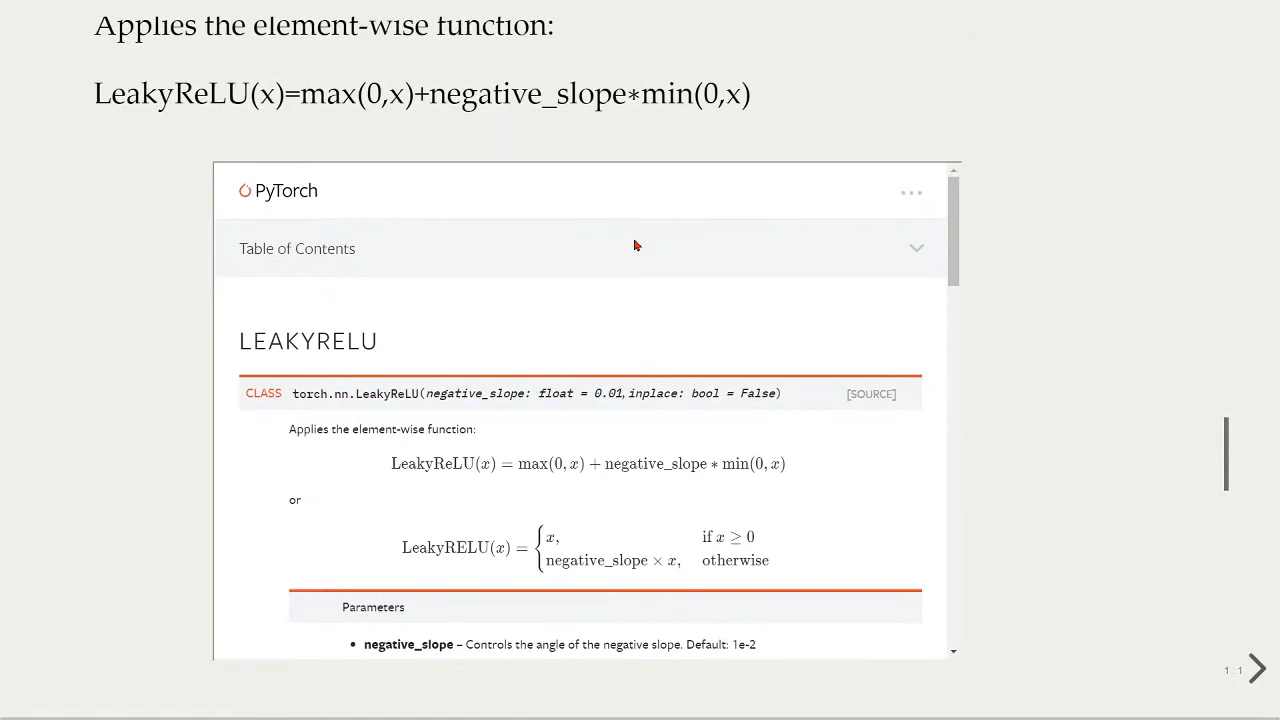 Applies the element-wise function:
LeakyReLU(x)=max(0,x)+negative_slope∗min(0,x)
PyTorch
Table of Contents
LEAKYRELU
CLASS torch.nn.LeakyReLU(negative_slope: float = 0.01, inplace: bool = False) [SOURCE]
Applies the element-wise function:
LeakyReLU(x) = max(0, x) + negative_slope ∗ min(0, x)
or
LeakyRELU(x) = { x, if x ≥ 0
negative_slope × x, otherwise
Parameters
• negative_slope – Controls the angle of the negative slope. Default: 1e-2
1.1